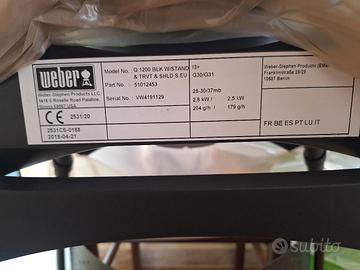 weber
Weber-Stephen Products LLC,
1415 S Roselle Road Palatine,
Illinois 60067 USA
CE 2531/20
2531CS-0188
2018-04-21
Model No.: Q 1200 BLK W/STAND
& TRVT & SHLD S EU
Part No.: 51012453
Serial No.: VW4191129
I3+
G30/G31
28-30/37mb
2,8 kW / 2,5 kW
204 g/h / 179 g/h
Weber-Stephen Products (EMEA)
Franklinstraße 28/29
10587 Berlin
FR BE ES PT LU IT
subito